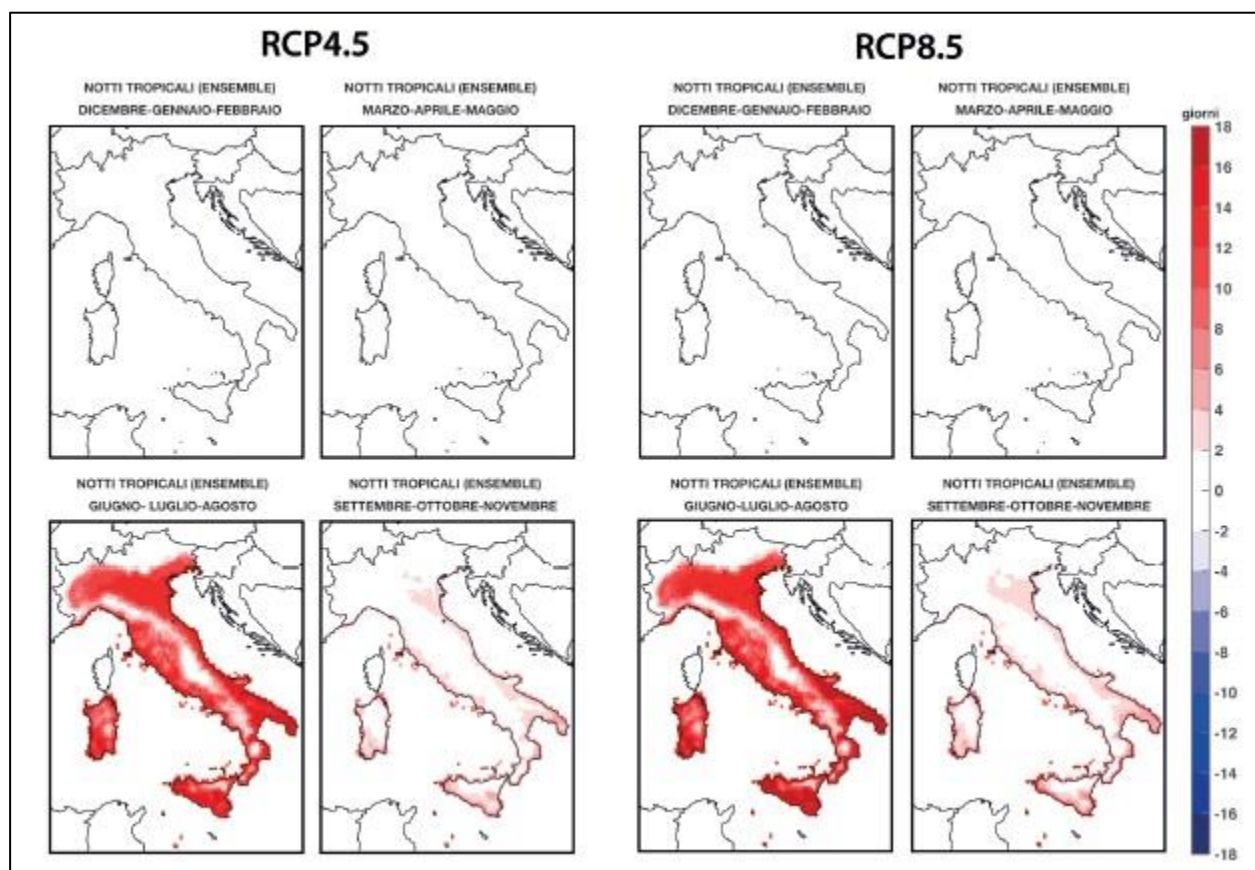 RCP4.5
RCP8.5
NOTTI TROPICALI (ENSEMBLE)
DICEMBRE-GENNAIO-FEBBRAIO
NOTTI TROPICALI (ENSEMBLE)
MARZO-APRILE-MAGGIO
NOTTI TROPICALI (ENSEMBLE)
DICEMBRE-GENNAIO-FEBBRAIO
NOTTI TROPICALI (ENSEMBLE)
MARZO-APRILE-MAGGIO
giorni
18
16
14
12
10
8
6
4
2
0
-2
-4
-6
-8
-10
-12
-14
-16
-18
NOTTI TROPICALI (ENSEMBLE)
GIUGNO- LUGLIO-AGOSTO
NOTTI TROPICALI (ENSEMBLE)
SETTEMBRE-OTTOBRE-NOVEMBRE
NOTTI TROPICALI (ENSEMBLE)
GIUGNO-LUGLIO-AGOSTO
NOTTI TROPICALI (ENSEMBLE)
SETTEMBRE-OTTOBRE-NOVEMBRE